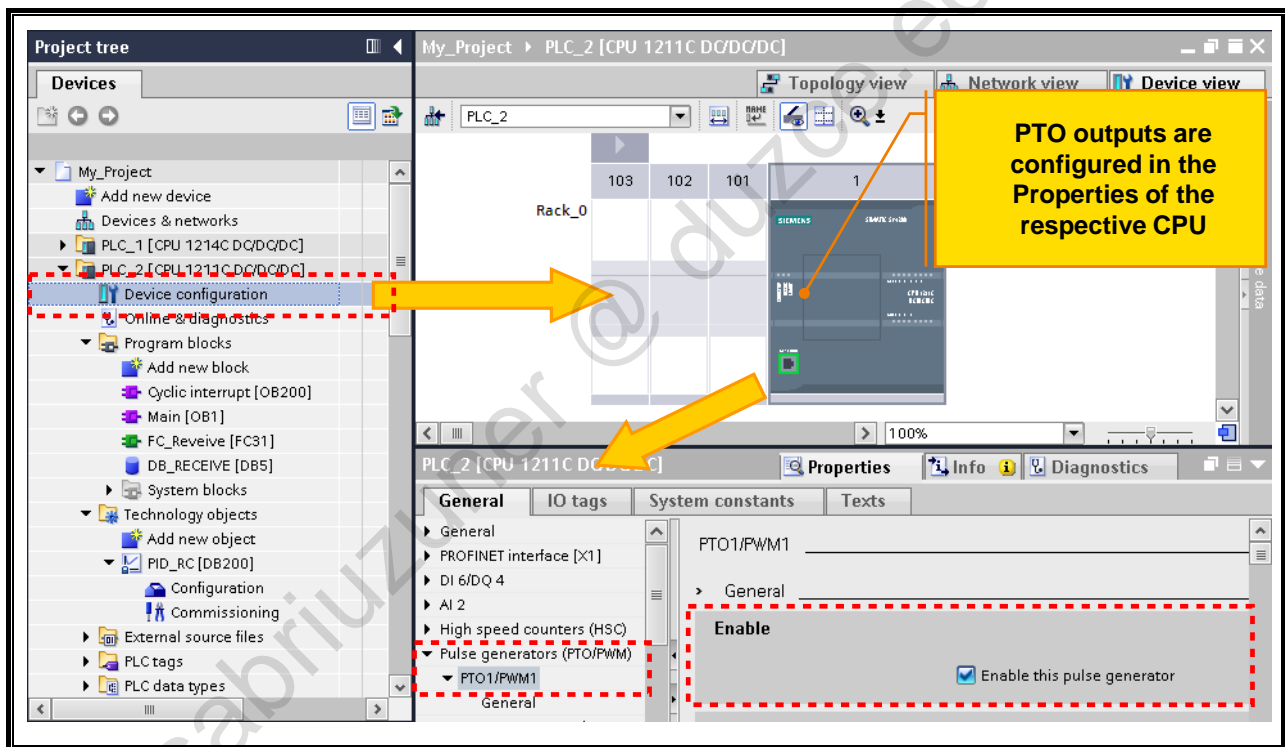 Project tree
My_Project ▸ PLC_2 [CPU 1211C DC/DC/DC]
Devices
Topology view
Network view
Device view
PLC_2
My_Project
Add new device
Devices & networks
PLC_1 [CPU 1214C DC/DC/DC]
PLC_2 [CPU 1211C DC/DC/DC]
Device configuration
Online & diagnostics
Program blocks
Add new block
Cyclic interrupt [OB200]
Main [OB1]
FC_Reveive [FC31]
DB_RECEIVE [DB5]
System blocks
Technology objects
Add new object
PID_RC [DB200]
Configuration
Commissioning
External source files
PLC tags
PLC data types
103 102 101 1
Rack_0
SIEMENS
PTO outputs are
configured in the
Properties of the
respective CPU
100%
PLC_2 [CPU 1211C DC
Properties
Info
Diagnostics
General
IO tags
System constants
Texts
General
PROFINET interface [X1]
DI 6/DQ 4
AI 2
High speed counters (HSC)
Pulse generators (PTO/PWM)
PTO1/PWM1
General
PTO1/PWM1
General
Enable
Enable this pulse generator
sabriuzuner @ duzce.ed